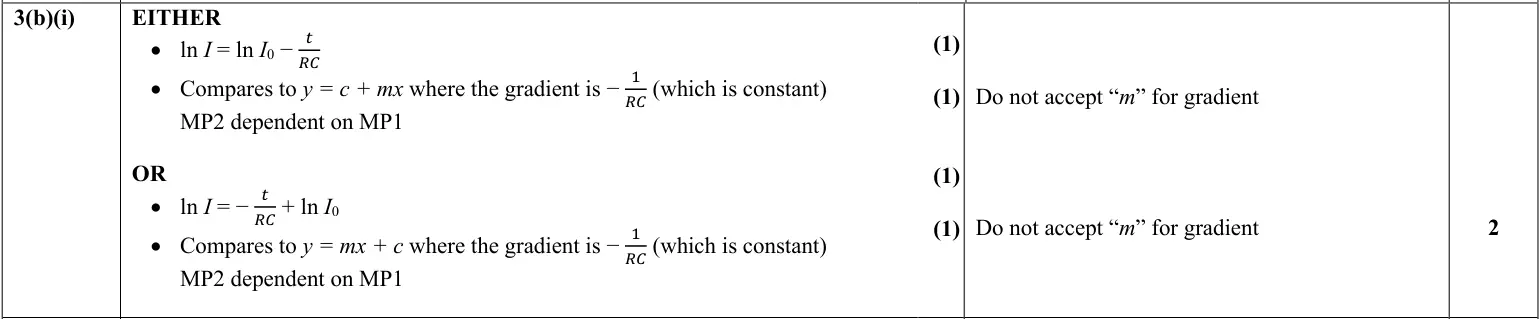 3(b)(i) EITHER
• ln I = ln I₀ − t/RC (1)
• Compares to y = c + mx where the gradient is − 1/RC (which is constant) (1) Do not accept “m” for gradient
MP2 dependent on MP1
OR (1)
• ln I = − t/RC + ln I₀
• Compares to y = mx + c where the gradient is − 1/RC (which is constant) (1) Do not accept “m” for gradient 2
MP2 dependent on MP1